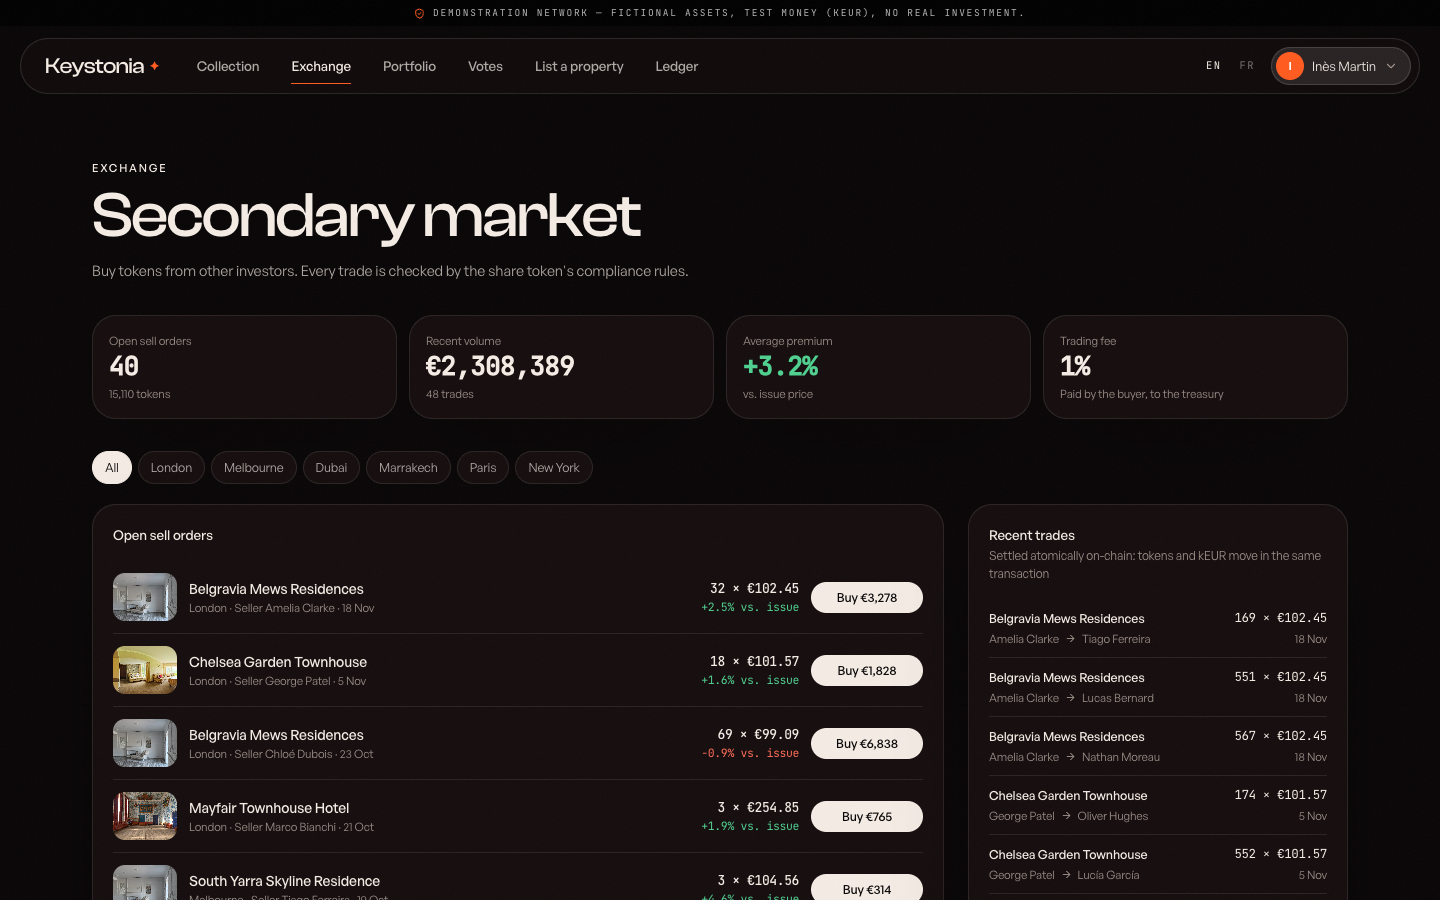 DEMONSTRATION NETWORK — FICTIONAL ASSETS, TEST MONEY (KEUR), NO REAL INVESTMENT.
Keystonia
Collection
Exchange
Portfolio
Votes
List a property
Ledger
EN
FR
I
Inès Martin
EXCHANGE
Secondary market
Buy tokens from other investors. Every trade is checked by the share token's compliance rules.
Open sell orders
40
15,110 tokens
Recent volume
€2,308,389
48 trades
Average premium
+3.2%
vs. issue price
Trading fee
1%
Paid by the buyer, to the treasury
All
London
Melbourne
Dubai
Marrakech
Paris
New York
Open sell orders
Belgravia Mews Residences
London · Seller Amelia Clarke · 18 Nov
32 × €102.45
+2.5% vs. issue
Buy €3,278
Chelsea Garden Townhouse
London · Seller George Patel · 5 Nov
18 × €101.57
+1.6% vs. issue
Buy €1,828
Belgravia Mews Residences
London · Seller Chloé Dubois · 23 Oct
69 × €99.09
-0.9% vs. issue
Buy €6,838
Mayfair Townhouse Hotel
London · Seller Marco Bianchi · 21 Oct
3 × €254.85
+1.9% vs. issue
Buy €765
South Yarra Skyline Residence
Melbourne · Seller Tiago Ferreira · 19 Oct
3 × €104.56
+4.6% vs. issue
Buy €314
Recent trades
Settled atomically on-chain: tokens and kEUR move in the same
transaction
Belgravia Mews Residences
169 × €102.45
Amelia Clarke → Tiago Ferreira
18 Nov
Belgravia Mews Residences
551 × €102.45
Amelia Clarke → Lucas Bernard
18 Nov
Belgravia Mews Residences
567 × €102.45
Amelia Clarke → Nathan Moreau
18 Nov
Chelsea Garden Townhouse
174 × €101.57
George Patel → Oliver Hughes
5 Nov
Chelsea Garden Townhouse
552 × €101.57
George Patel → Lucía García
5 Nov